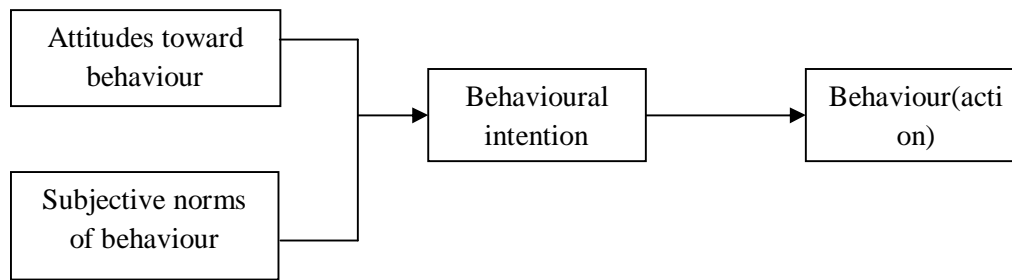 Attitudes toward
behaviour
Subjective norms
of behaviour
Behavioural
intention
Behaviour(acti
on)